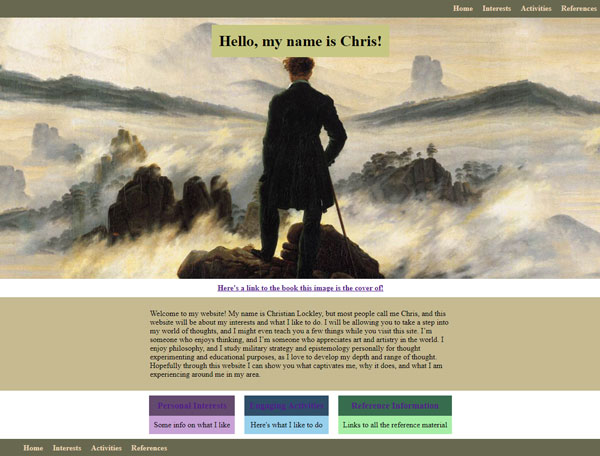 Home Interests Activities References
Hello, my name is Chris!
Here's a link to the book this image is the cover of!
Welcome to my website! My name is Christian Lockley, but most people call me Chris, and this
website will be about my interests and what I like to do. I will be allowing you to take a step into
my world of thoughts, and I might even teach you a few things while you visit this site. I'm
someone who enjoys thinking, and I'm someone who appreciates art and artistry in the world. I
enjoy philosophy, and I study military strategy and epistemology personally for thought
experimenting and educational purposes, as I love to develop my depth and range of thought.
Hopefully through this website I can show you what captivates me, why it does, and what I am
experiencing around me in my area.
Personal Interests Engaging Activities Reference Information
Some info on what I like Here's what I like to do Links to all the reference material
Home Interests Activities References